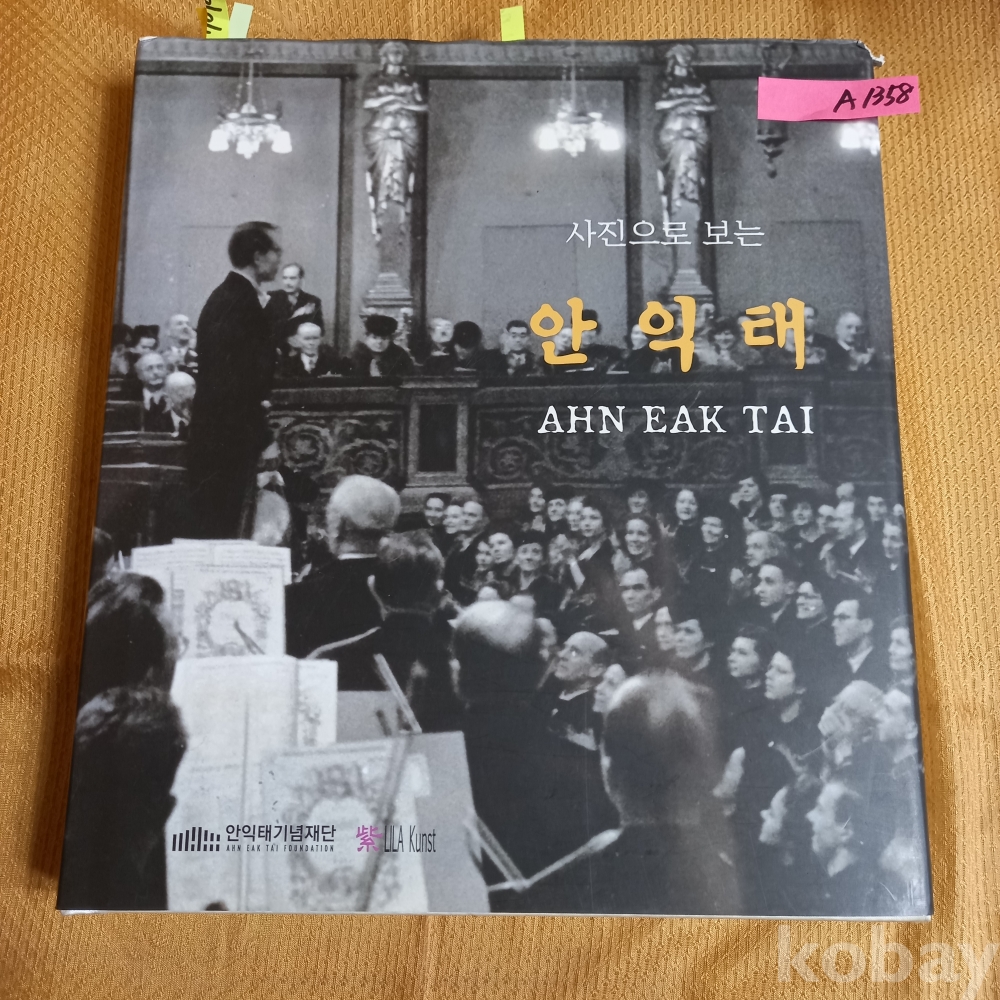 A1358
사진으로 보는
안익태
AHN EAK TAI
안익태기념재단
AHN EAK TAI FOUNDATION
紫 LILA Kunst
kobay